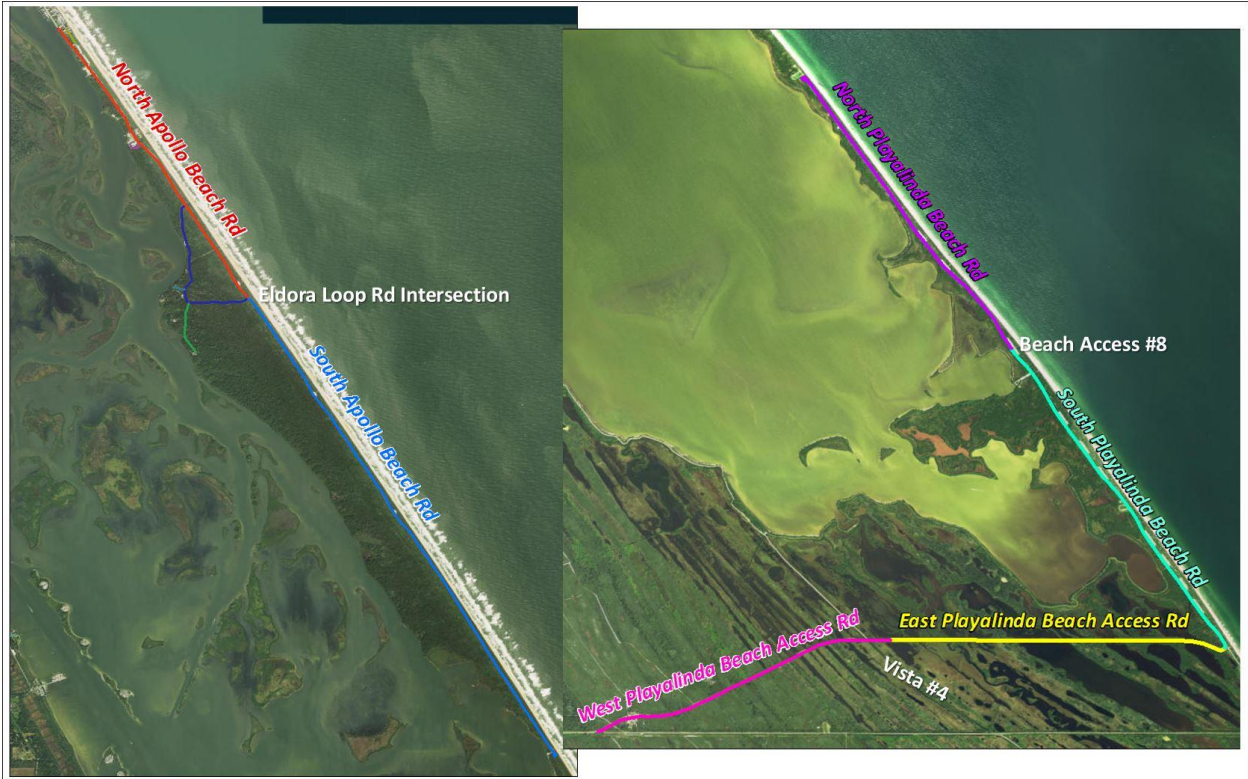 North Apollo Beach Rd
Eldora Loop Rd Intersection
South Apollo Beach Rd
North Playalinda Beach Rd
Beach Access #8
South Playalinda Beach Rd
East Playalinda Beach Access Rd
West Playalinda Beach Access Rd
Vista #4